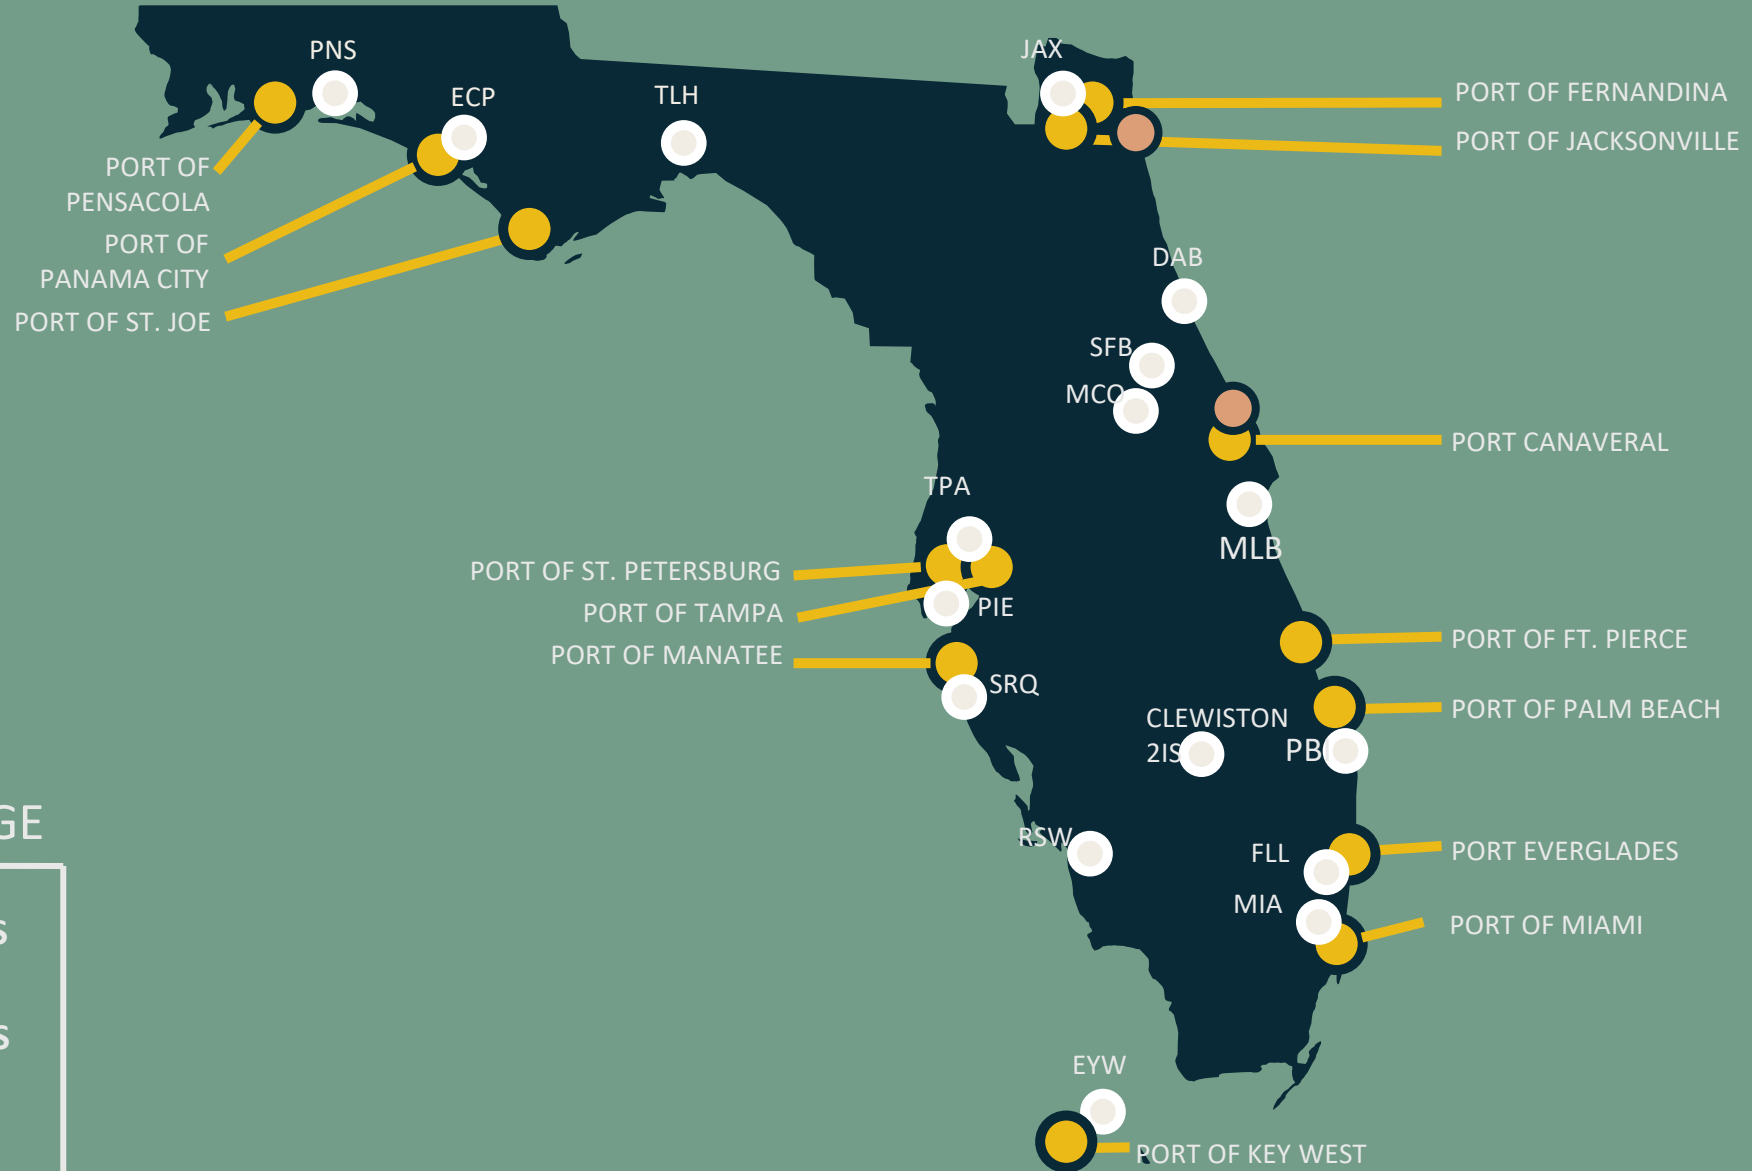 PNS
ECP
TLH
JAX
PORT OF FERNANDINA
PORT OF JACKSONVILLE
PORT OF
PENSACOLA
PORT OF
PANAMA CITY
PORT OF ST. JOE
DAB
SFB
MCO
PORT CANAVERAL
TPA
MLB
PORT OF ST. PETERSBURG
PORT OF TAMPA
PIE
PORT OF MANATEE
SRQ
PORT OF FT. PIERCE
PORT OF PALM BEACH
CLEWISTON
2IS
PB
GE
RSW
FLL
PORT EVERGLADES
MIA
PORT OF MIAMI
S
S
EYW
PORT OF KEY WEST